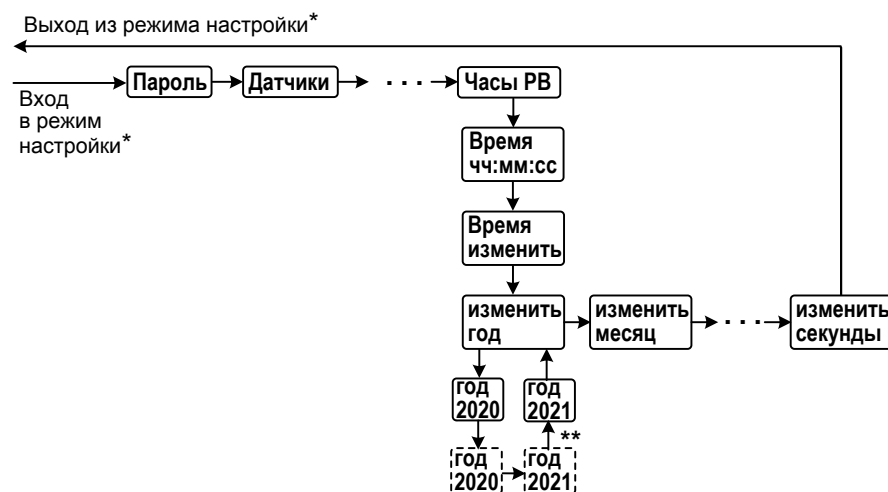 Выход из режима настройки*
Пароль
Датчики
. . .
Часы РВ
Вход
в режим
настройки*
Время
чч:мм:сс
Время
изменить
изменить
год
изменить
месяц
. . .
изменить
секунды
год
2020
год
2021
**
год
2020
год
2021